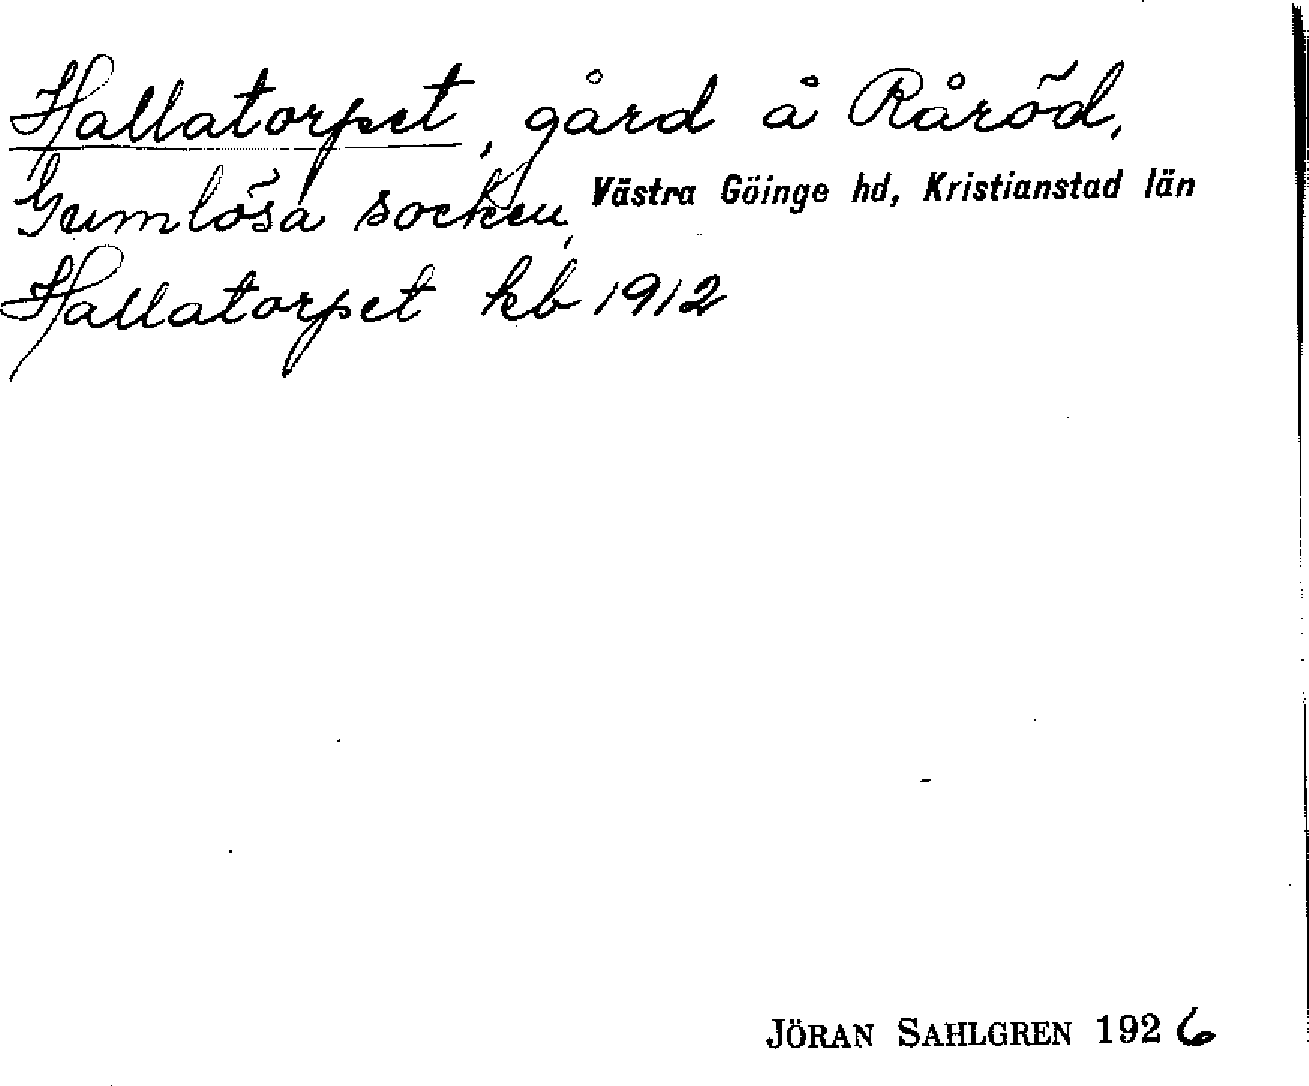 Hallatorpet, gård å Råröd,
Gumlösa socken, Västra Göinge hd, Kristianstad län
Hallatorpet kb 1912
JÖRAN SAHLGREN 1926